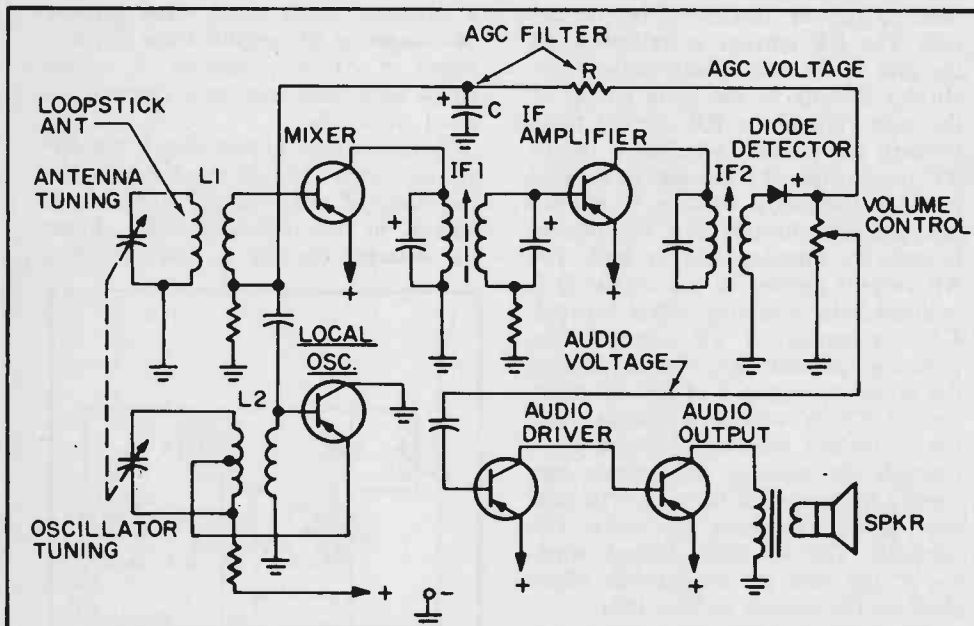 AGC FILTER
R
AGC VOLTAGE
LOOPSTICK
ANT
+
C
IF
AMPLIFIER
MIXER
DIODE
DETECTOR
ANTENNA
TUNING
L1
IF1
IF2
+
+
+
VOLUME
CONTROL
+
+
LOCAL
OSC.
AUDIO
VOLTAGE
L2
AUDIO
DRIVER
AUDIO
OUTPUT
OSCILLATOR
TUNING
SPKR
+
-
+
+